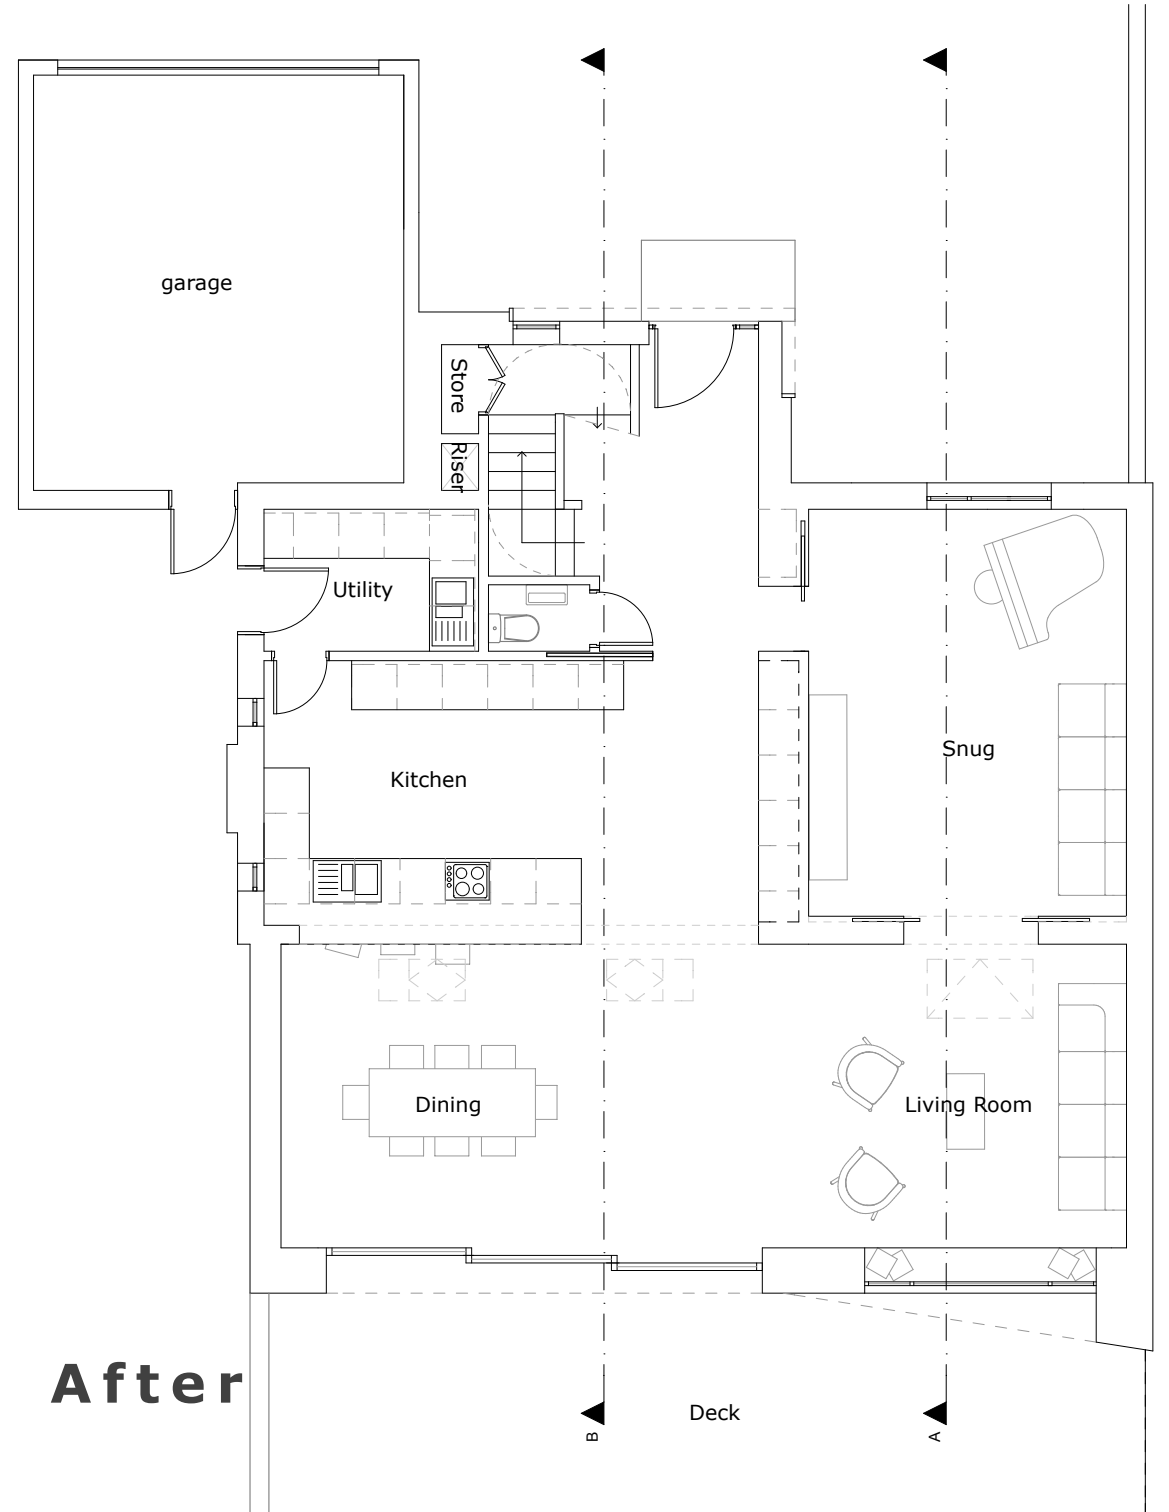 garage
Store
Riser
Utility
Kitchen
Snug
Dining
Living Room
After
Deck
B
A